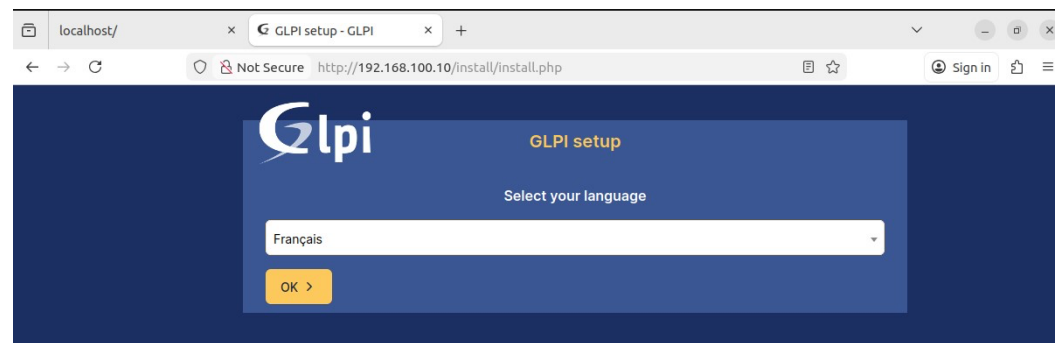 localhost/
GLPI setup - GLPI
Not Secure http://192.168.100.10/install/install.php
Sign in
Glpi
GLPI setup
Select your language
Français
OK